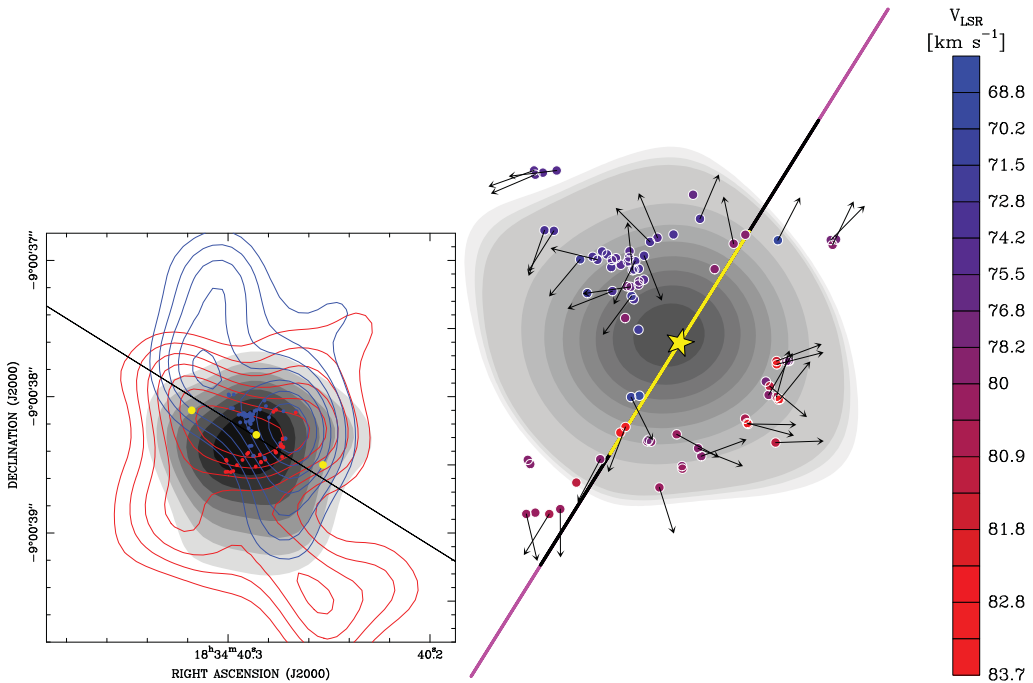 V_LSR
[km s⁻¹]
68.8
70.2
71.5
72.8
74.2
75.5
76.8
78.2
80
80.9
81.8
82.8
83.7
−9°00′37″
−9°00′38″
−9°00′39″
DECLINATION (J2000)
18ʰ34ᵐ40ˢ.3
40ˢ.2
RIGHT ASCENSION (J2000)